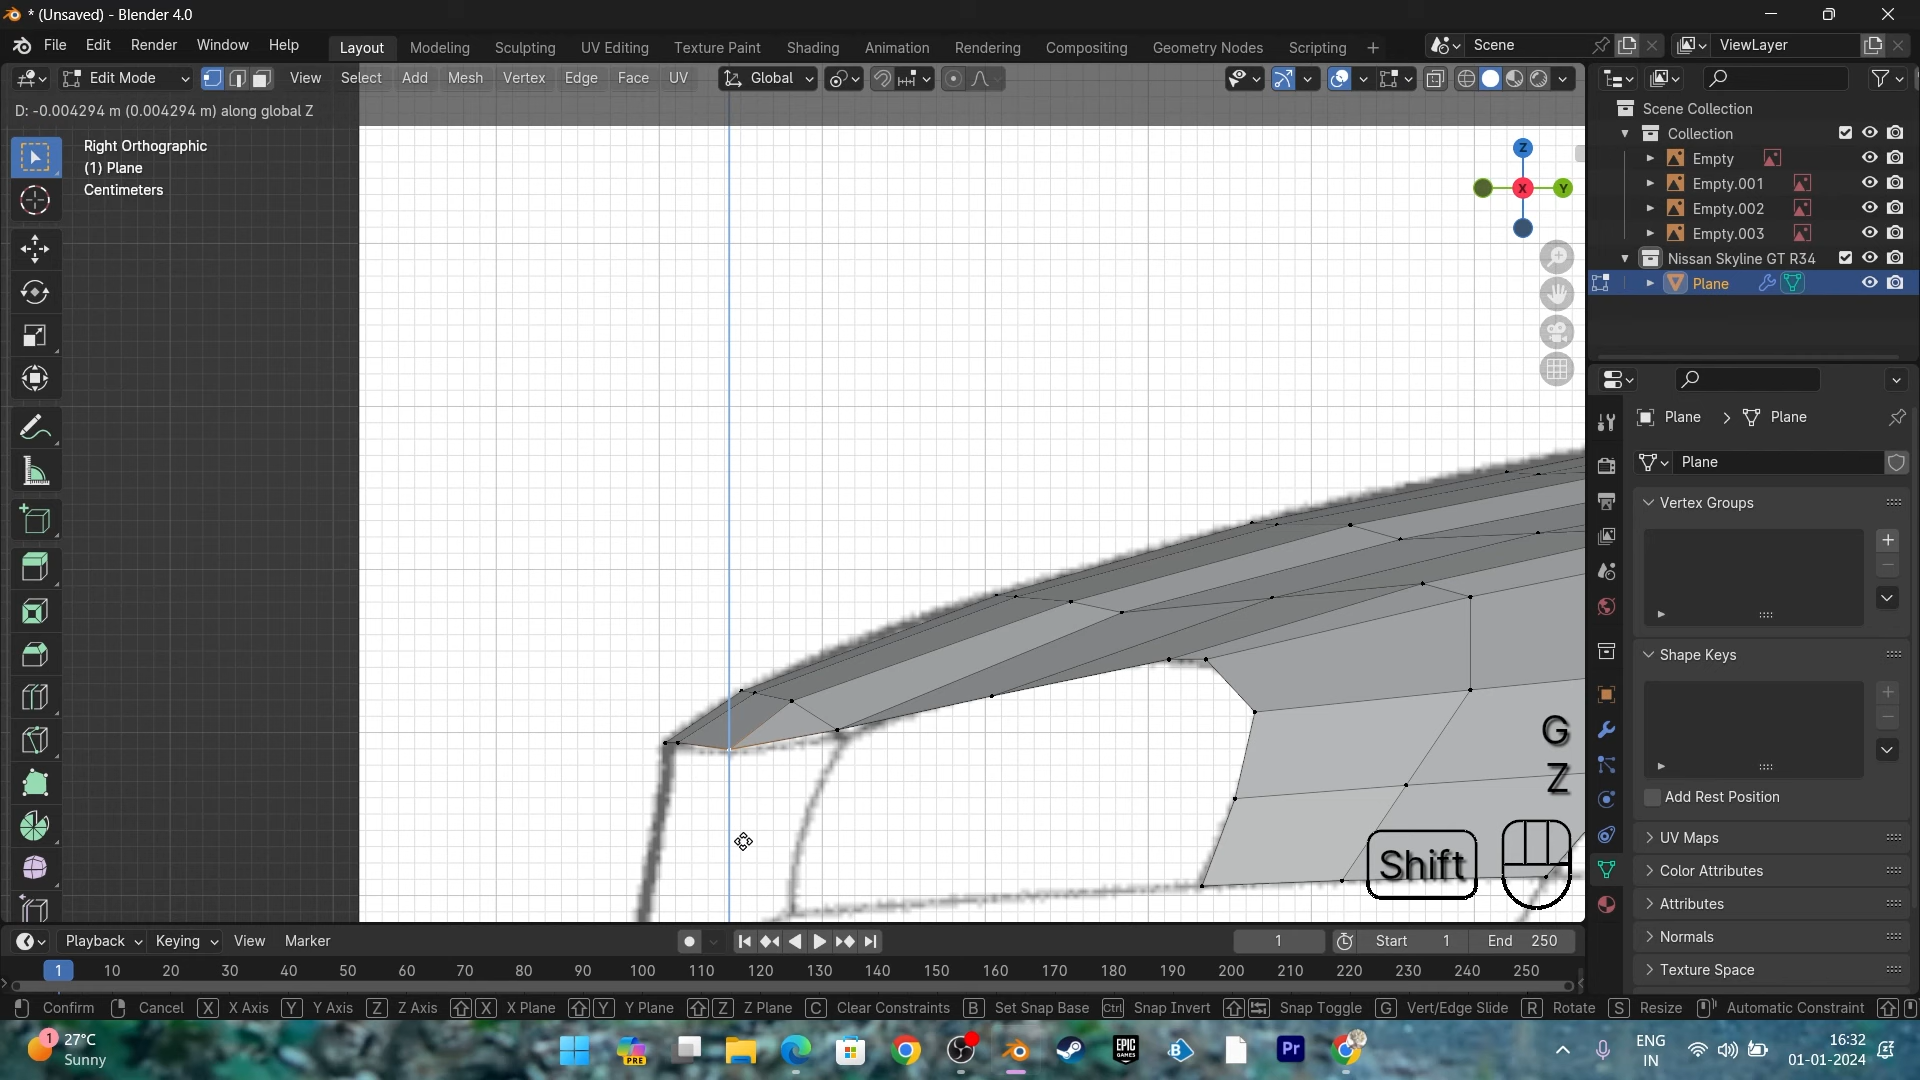 * (Unsaved) - Blender 4.0
File Edit Render Window Help Layout Modeling Sculpting UV Editing Texture Paint Shading Animation Rendering Compositing Geometry Nodes Scripting + Scene ViewLayer
Edit Mode View Select Add Mesh Vertex Edge Face UV Global
D: -0.004294 m (0.004294 m) along global Z
Right Orthographic
(1) Plane
Centimeters
Z
X
Y
Scene Collection
Collection
Empty
Empty.001
Empty.002
Empty.003
Nissan Skyline GT R34
Plane
Plane > Plane
Plane
Vertex Groups
Shape Keys
Add Rest Position
UV Maps
Color Attributes
Attributes
Normals
Texture Space
G
Z
Shift
Playback Keying View Marker 1 Start 1 End 250
1 10 20 30 40 50 60 70 80 90 100 110 120 130 140 150 160 170 180 190 200 210 220 230 240 250
Confirm Cancel X X Axis Y Y Axis Z Z Axis X X Plane Y Y Plane Z Z Plane C Clear Constraints B Set Snap Base Ctrl Snap Invert Snap Toggle G Vert/Edge Slide R Rotate S Resize Automatic Constraint
1
27°C
Sunny
PRE
EPIC
GAMES
B
Pr
ENG
IN
16:32
01-01-2024